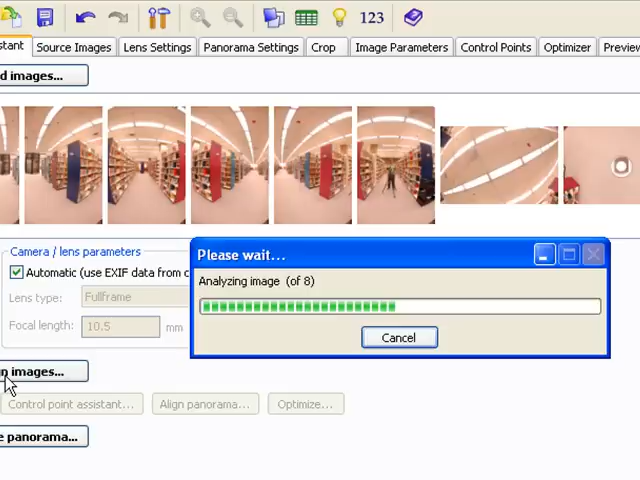 123
stant Source Images Lens Settings Panorama Settings Crop Image Parameters Control Points Optimizer Preview
d images...
Camera / lens parameters
Automatic (use EXIF data from c
Lens type: Fullframe
Focal length: 10.5 mm
Please wait...
Analyzing image (of 8)
Cancel
n images...
Control point assistant... Align panorama... Optimize...
e panorama...